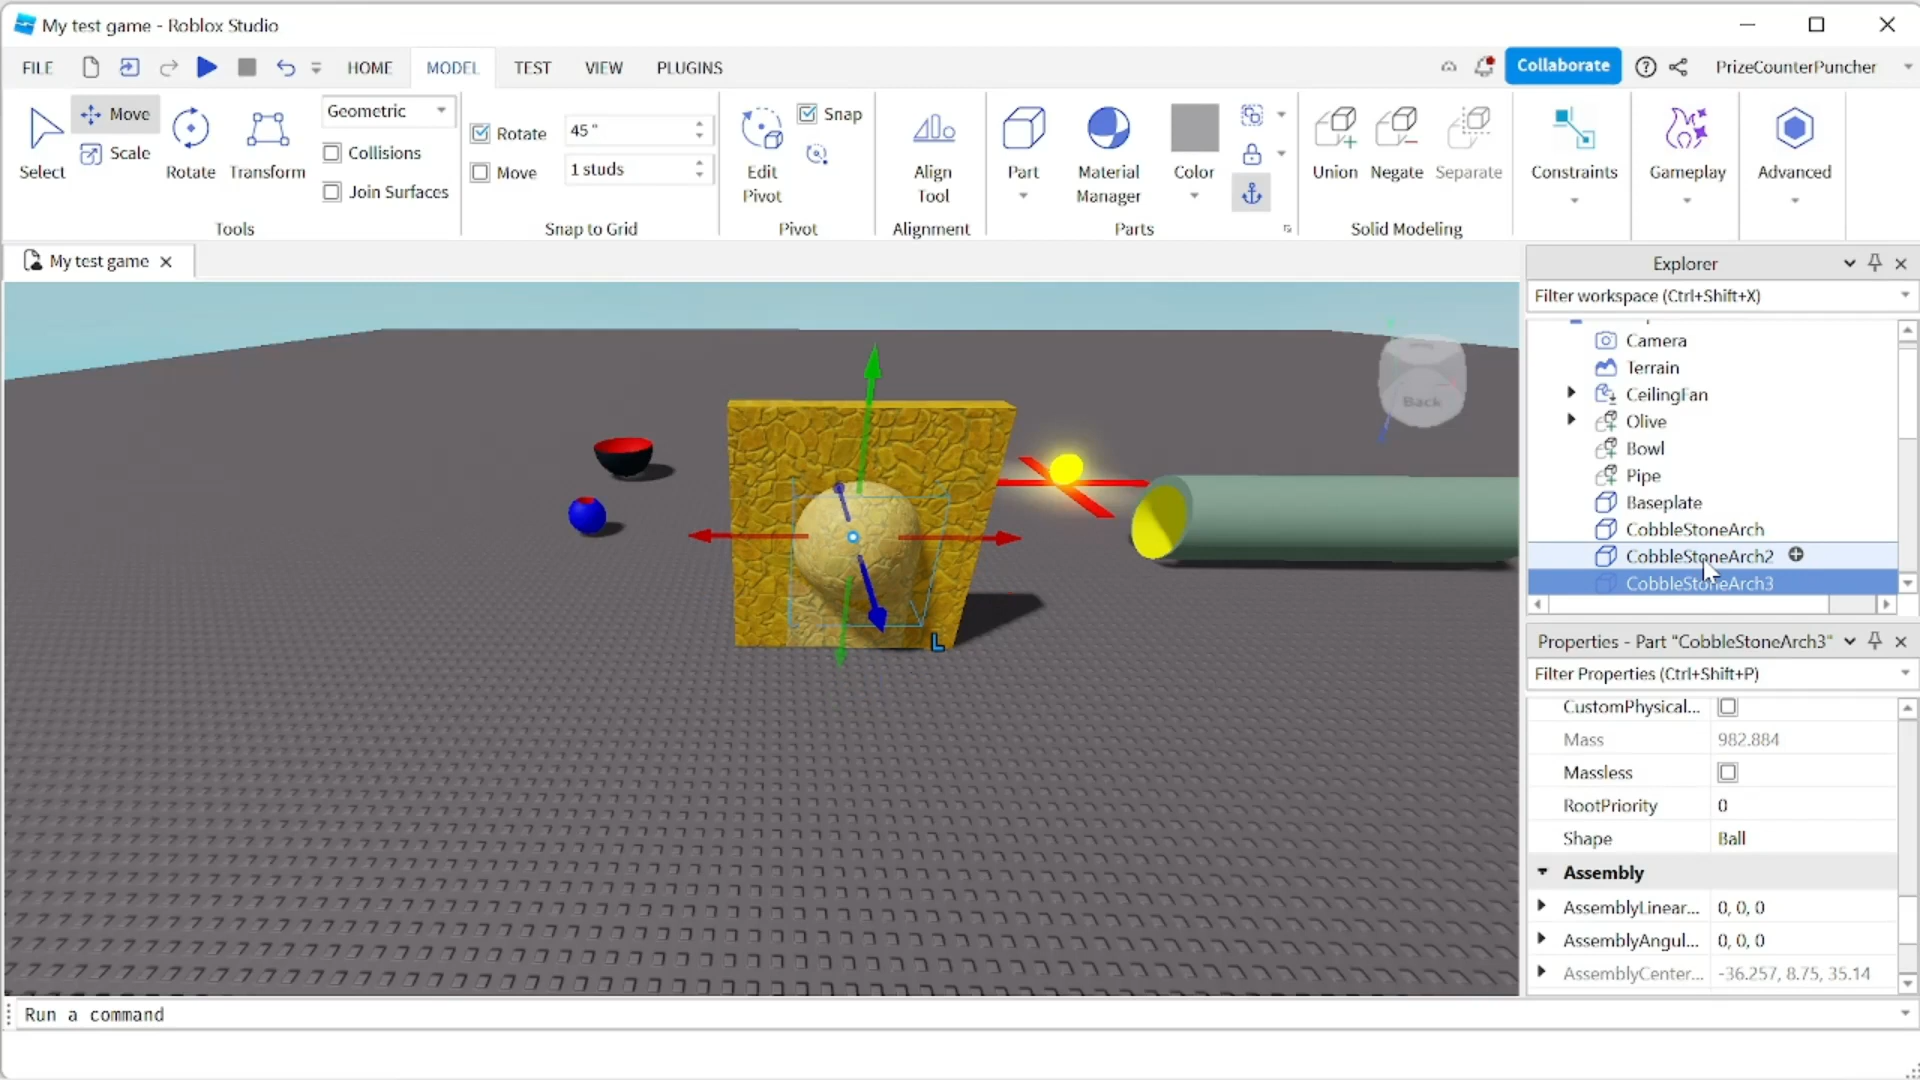 My test game - Roblox Studio
FILE HOME MODEL TEST VIEW PLUGINS Collaborate PrizeCounterPuncher
Select
Move
Scale
Rotate
Transform
Geometric
Collisions
Join Surfaces
Tools
Rotate 45 °
Move 1 studs
Snap to Grid
Edit
Pivot
Snap
Pivot
Align
Tool
Alignment
Part
Material
Manager
Color
Parts
Union Negate Separate
Solid Modeling
Constraints
Gameplay
Advanced
My test game
Back
L
Explorer
Filter workspace (Ctrl+Shift+X)
Camera
Terrain
CeilingFan
Olive
Bowl
Pipe
Baseplate
CobbleStoneArch
CobbleStoneArch2
CobbleStoneArch3
Properties - Part "CobbleStoneArch3"
Filter Properties (Ctrl+Shift+P)
CustomPhysical...
Mass 982.884
Massless
RootPriority 0
Shape Ball
Assembly
AssemblyLinear... 0, 0, 0
AssemblyAngul... 0, 0, 0
AssemblyCenter... -36.257, 8.75, 35.14
Run a command